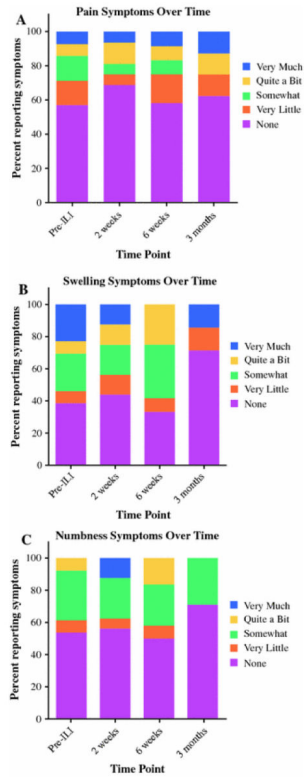 A
Pain Symptoms Over Time
Percent reporting symptoms
100
80
60
40
20
0
Pre-ILI
2 weeks
6 weeks
3 months
Time Point
Very Much
Quite a Bit
Somewhat
Very Little
None
B
Swelling Symptoms Over Time
Percent reporting symptoms
100
80
60
40
20
0
Pre-ILI
2 weeks
6 weeks
3 months
Time Point
Very Much
Quite a Bit
Somewhat
Very Little
None
C
Numbness Symptoms Over Time
Percent reporting symptoms
100
80
60
40
20
0
Pre-ILI
2 weeks
6 weeks
3 months
Time Point
Very Much
Quite a Bit
Somewhat
Very Little
None